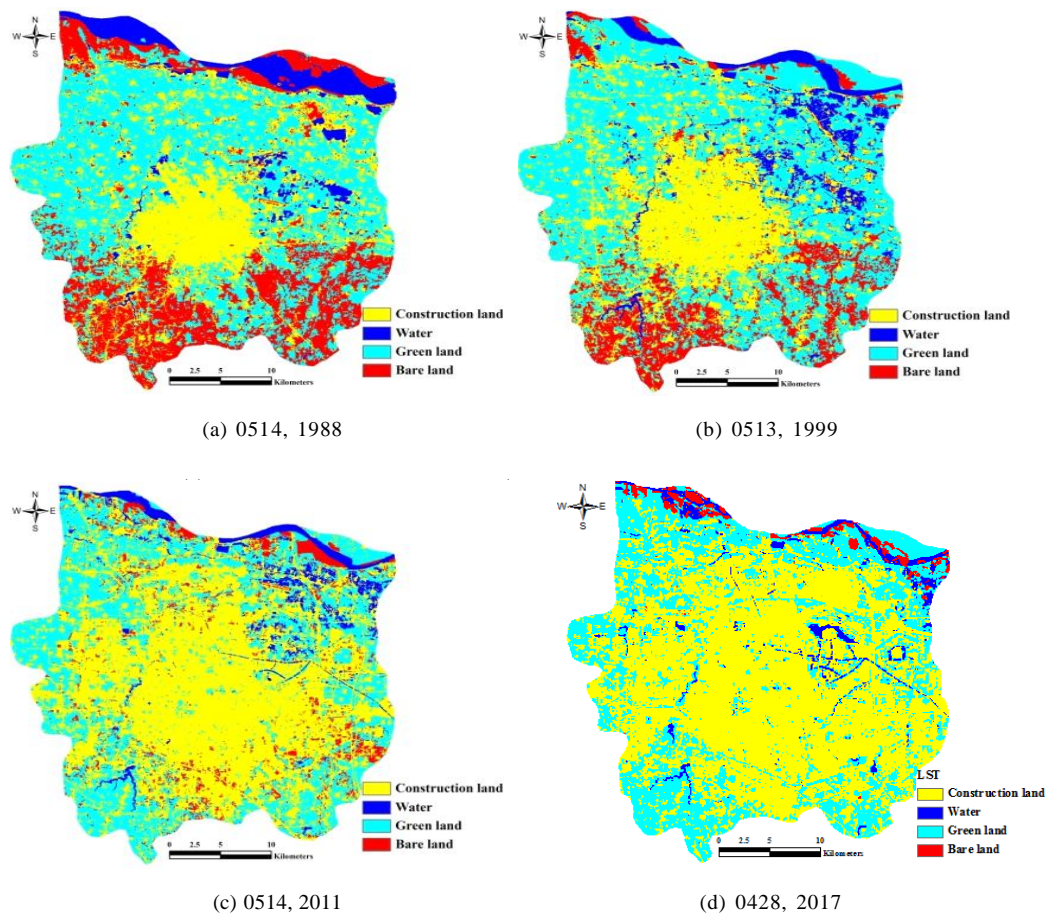 N
W E
S
Construction land
Water
Green land
Bare land
0 2.5 5 10
Kilometers
(a) 0514, 1988
N
W E
S
Construction land
Water
Green land
Bare land
0 2.5 5 10
Kilometers
(b) 0513, 1999
N
W E
S
Construction land
Water
Green land
Bare land
0 2.5 5 10
Kilometers
(c) 0514, 2011
N
W E
S
LST
Construction land
Water
Green land
Bare land
0 2.5 5 10
Kilometers
(d) 0428, 2017